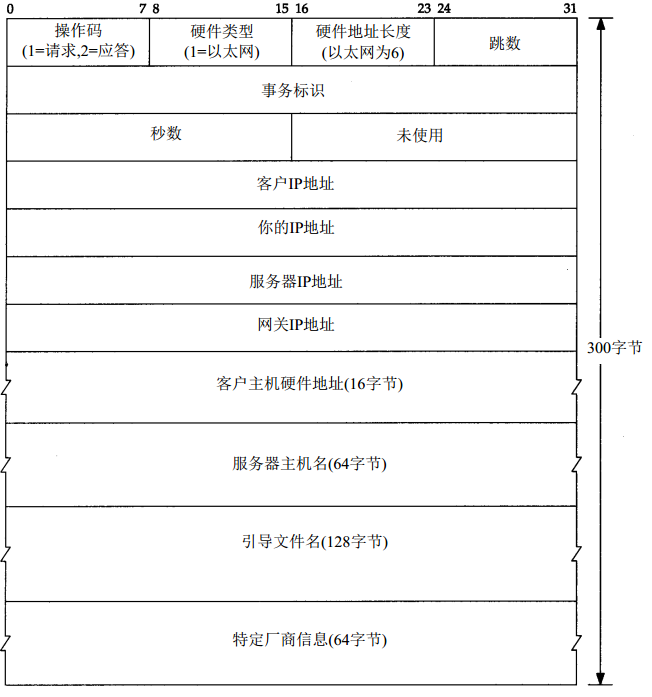 0 7 8 15 16 23 24 31
操作码 硬件类型 硬件地址长度 跳数
(1=请求,2=应答) (1=以太网) (以太网为6)
事务标识
秒数 未使用
客户IP地址
你的IP地址
服务器IP地址
网关IP地址
300字节
客户主机硬件地址(16字节)
服务器主机名(64字节)
引导文件名(128字节)
特定厂商信息(64字节)